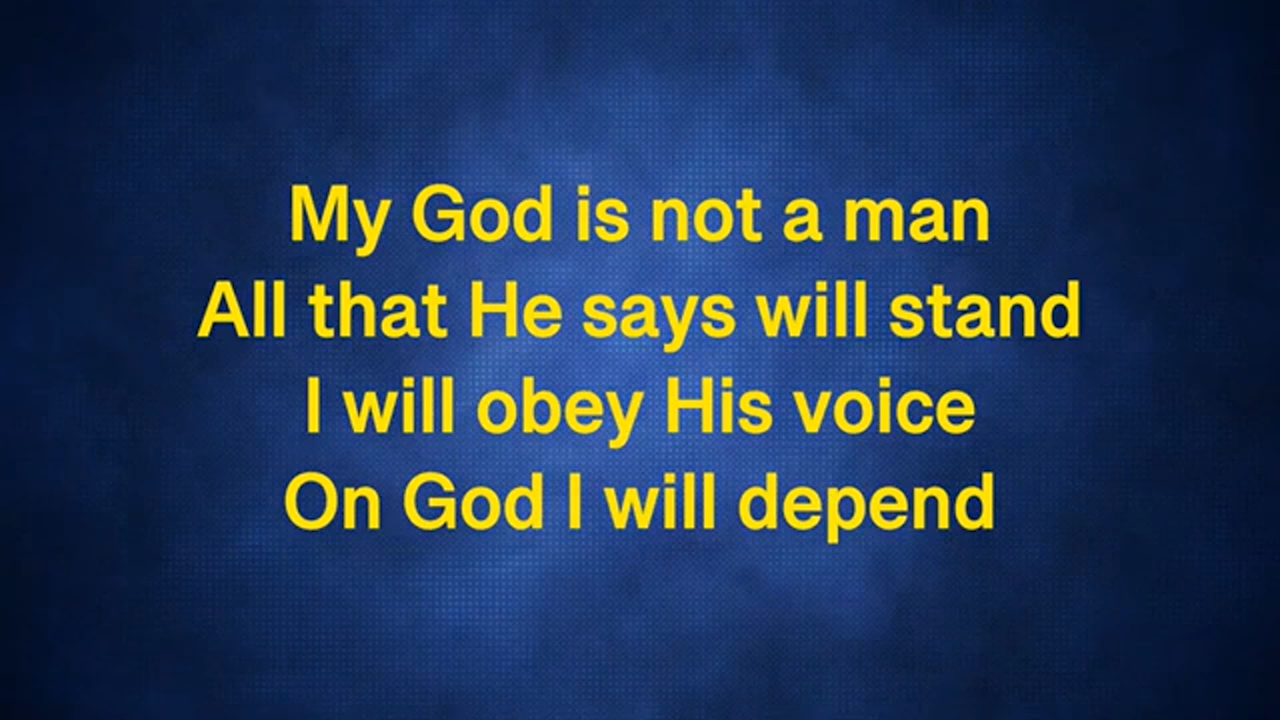 My God is not a man
All that He says will stand
I will obey His voice
On God I will depend